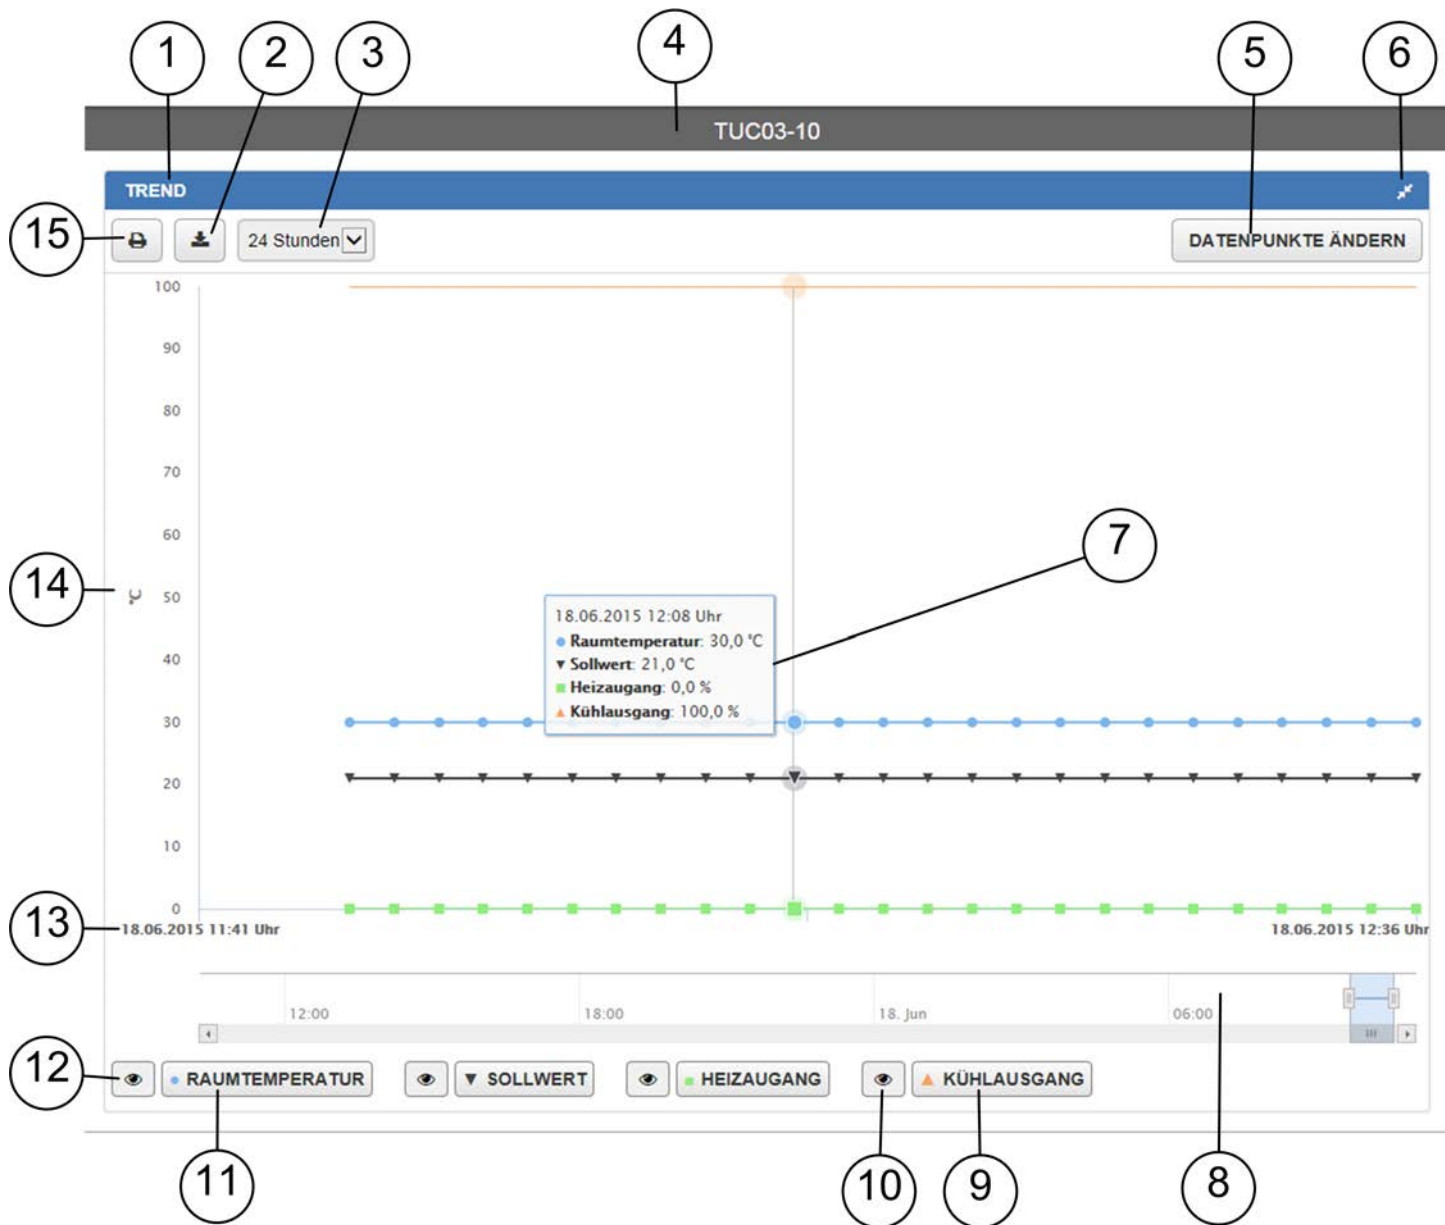 1 2 3 4 5 6
TUC03-10
TREND
15 24 Stunden DATENPUNKTE ÄNDERN
100
90
80
70
60
7
14 °C 50
18.06.2015 12:08 Uhr
Raumtemperatur: 30,0 °C
Sollwert: 21,0 °C
Heizaugang: 0,0 %
Kühlausgang: 100,0 %
40
30
20
10
0
13 18.06.2015 11:41 Uhr 18.06.2015 12:36 Uhr
12:00 18:00 18. Jun 06:00
12 RAUMTEMPERATUR SOLLWERT HEIZAUGANG KÜHLAUSGANG
11 10 9 8